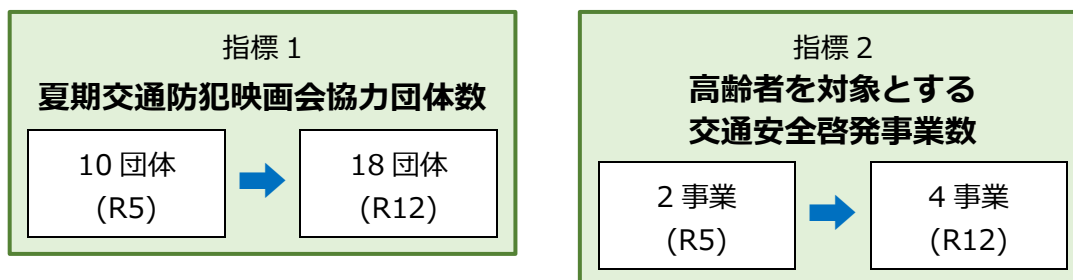 指標 1
夏期交通防犯映画会協力団体数
10 団体
(R5)
18 団体
(R12)
指標 2
高齢者を対象とする
交通安全啓発事業数
2 事業
(R5)
4 事業
(R12)